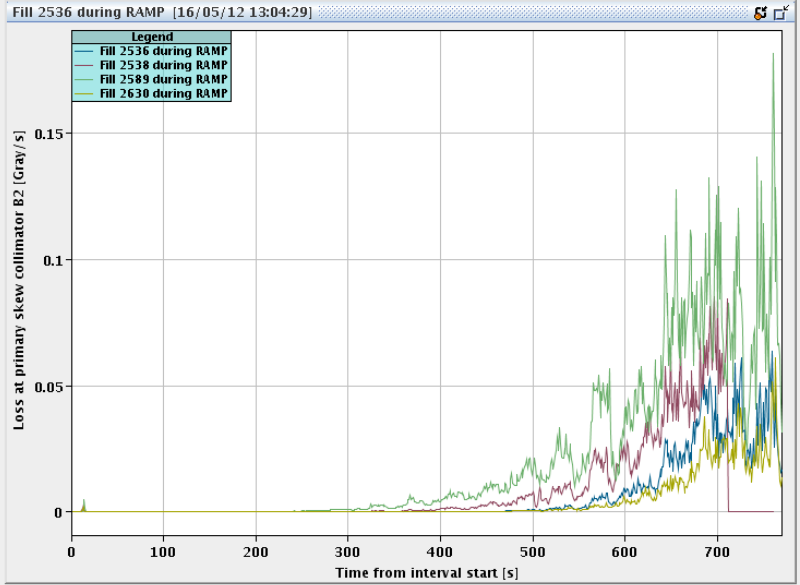 Fill 2536 during RAMP [16/05/12 13:04:29]
Legend
Fill 2536 during RAMP
Fill 2538 during RAMP
Fill 2589 during RAMP
Fill 2630 during RAMP
Loss at primary skew collimator B2 [Gray/s]
0.15
0.1
0.05
0
0 100 200 300 400 500 600 700
Time from interval start [s]